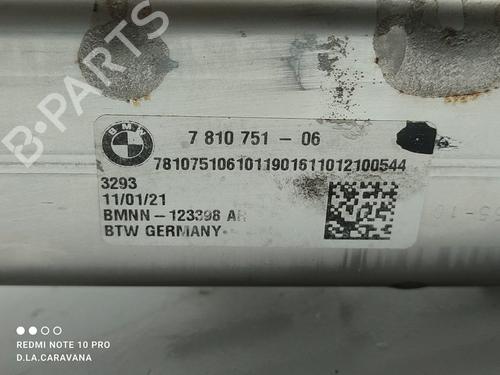 B-PARTS
BMW
7 810 751 - 06
7810751061011901611012100544
3293
11/01/21
BMNN-123398
BTW GERMANY
REDMI NOTE 10 PRO
D.LA.CARAVANA